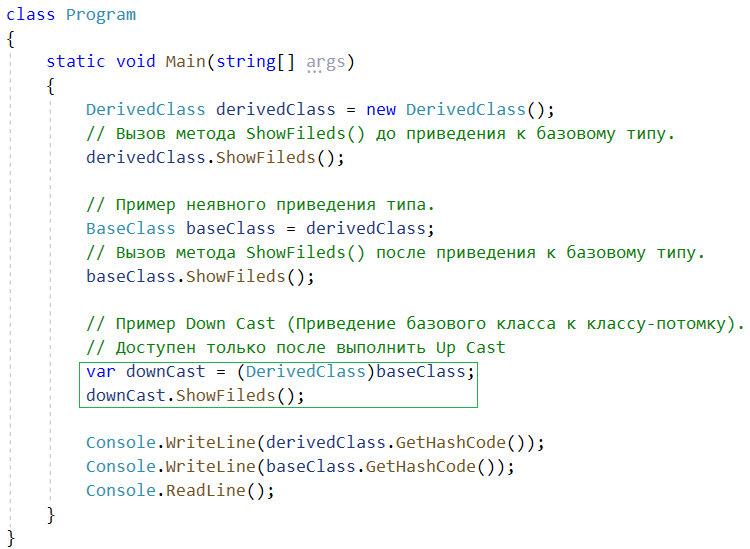 class Program
{
static void Main(string[] args)
{
DerivedClass derivedClass = new DerivedClass();
// Вызов метода ShowFileds() до приведения к базовому типу.
derivedClass.ShowFileds();
// Пример неявного приведения типа.
BaseClass baseClass = derivedClass;
// Вызов метода ShowFileds() после приведения к базовому типу.
baseClass.ShowFileds();
// Пример Down Cast (Приведение базового класса к классу-потомку).
// Доступен только после выполнить Up Cast
var downCast = (DerivedClass)baseClass;
downCast.ShowFileds();
Console.WriteLine(derivedClass.GetHashCode());
Console.WriteLine(baseClass.GetHashCode());
Console.ReadLine();
}
}